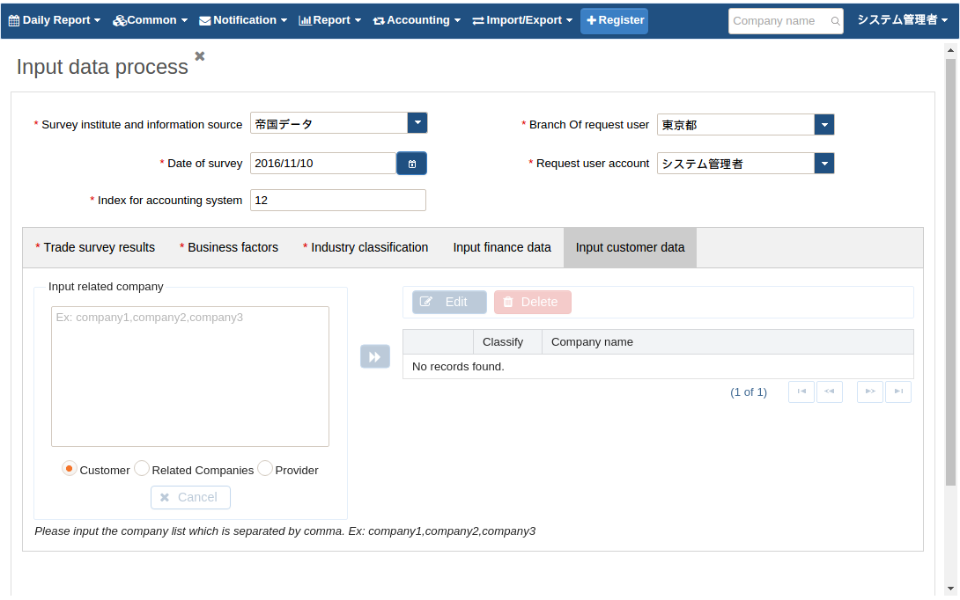 Daily Report Common Notification Report Accounting Import/Export Register Company name システム管理者
Input data process
* Survey institute and information source 帝国データ * Branch Of request user 東京都
* Date of survey 2016/11/10 * Request user account システム管理者
* Index for accounting system 12
* Trade survey results * Business factors * Industry classification Input finance data Input customer data
Input related company
Ex: company1,company2,company3
Edit Delete
Classify Company name
No records found.
(1 of 1)
Customer Related Companies Provider
Cancel
Please input the company list which is separated by comma. Ex: company1,company2,company3